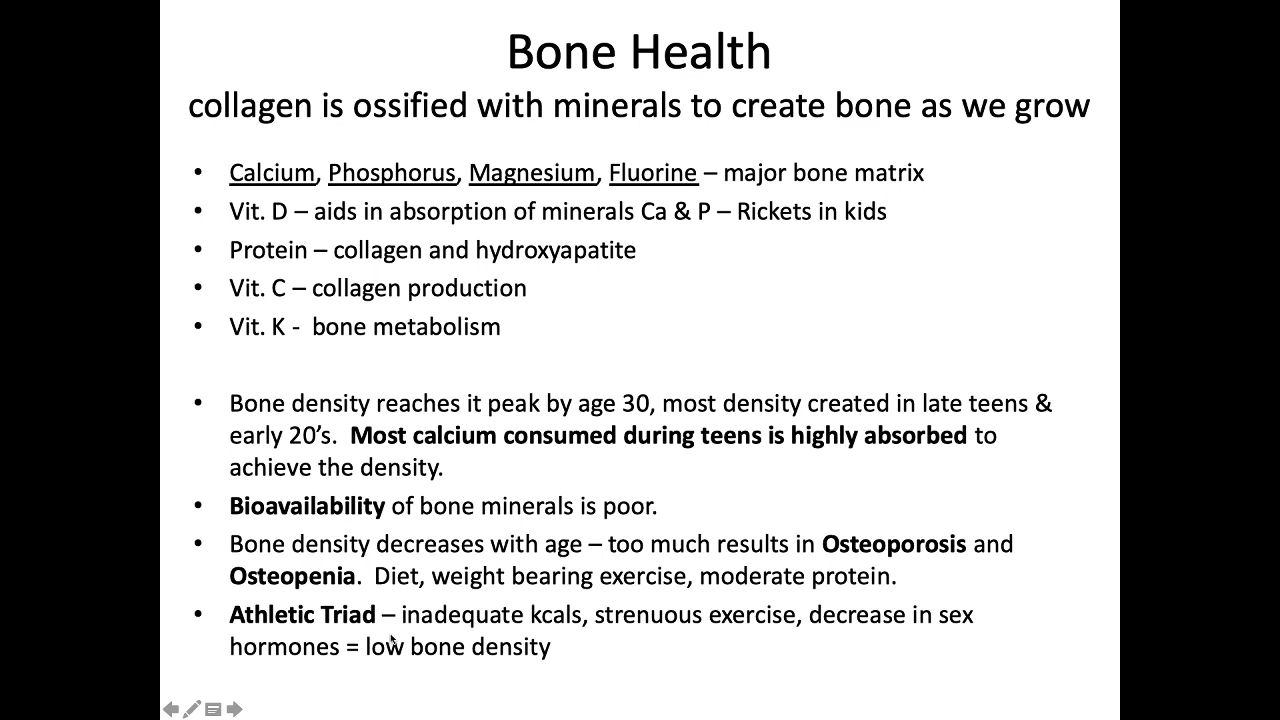 Bone Health
collagen is ossified with minerals to create bone as we grow
• Calcium, Phosphorus, Magnesium, Fluorine – major bone matrix
• Vit. D – aids in absorption of minerals Ca & P – Rickets in kids
• Protein – collagen and hydroxyapatite
• Vit. C – collagen production
• Vit. K -  bone metabolism
• Bone density reaches it peak by age 30, most density created in late teens &
early 20’s.  Most calcium consumed during teens is highly absorbed to
achieve the density.
• Bioavailability of bone minerals is poor.
• Bone density decreases with age – too much results in Osteoporosis and
Osteopenia.  Diet, weight bearing exercise, moderate protein.
• Athletic Triad – inadequate kcals, strenuous exercise, decrease in sex
hormones = low bone density